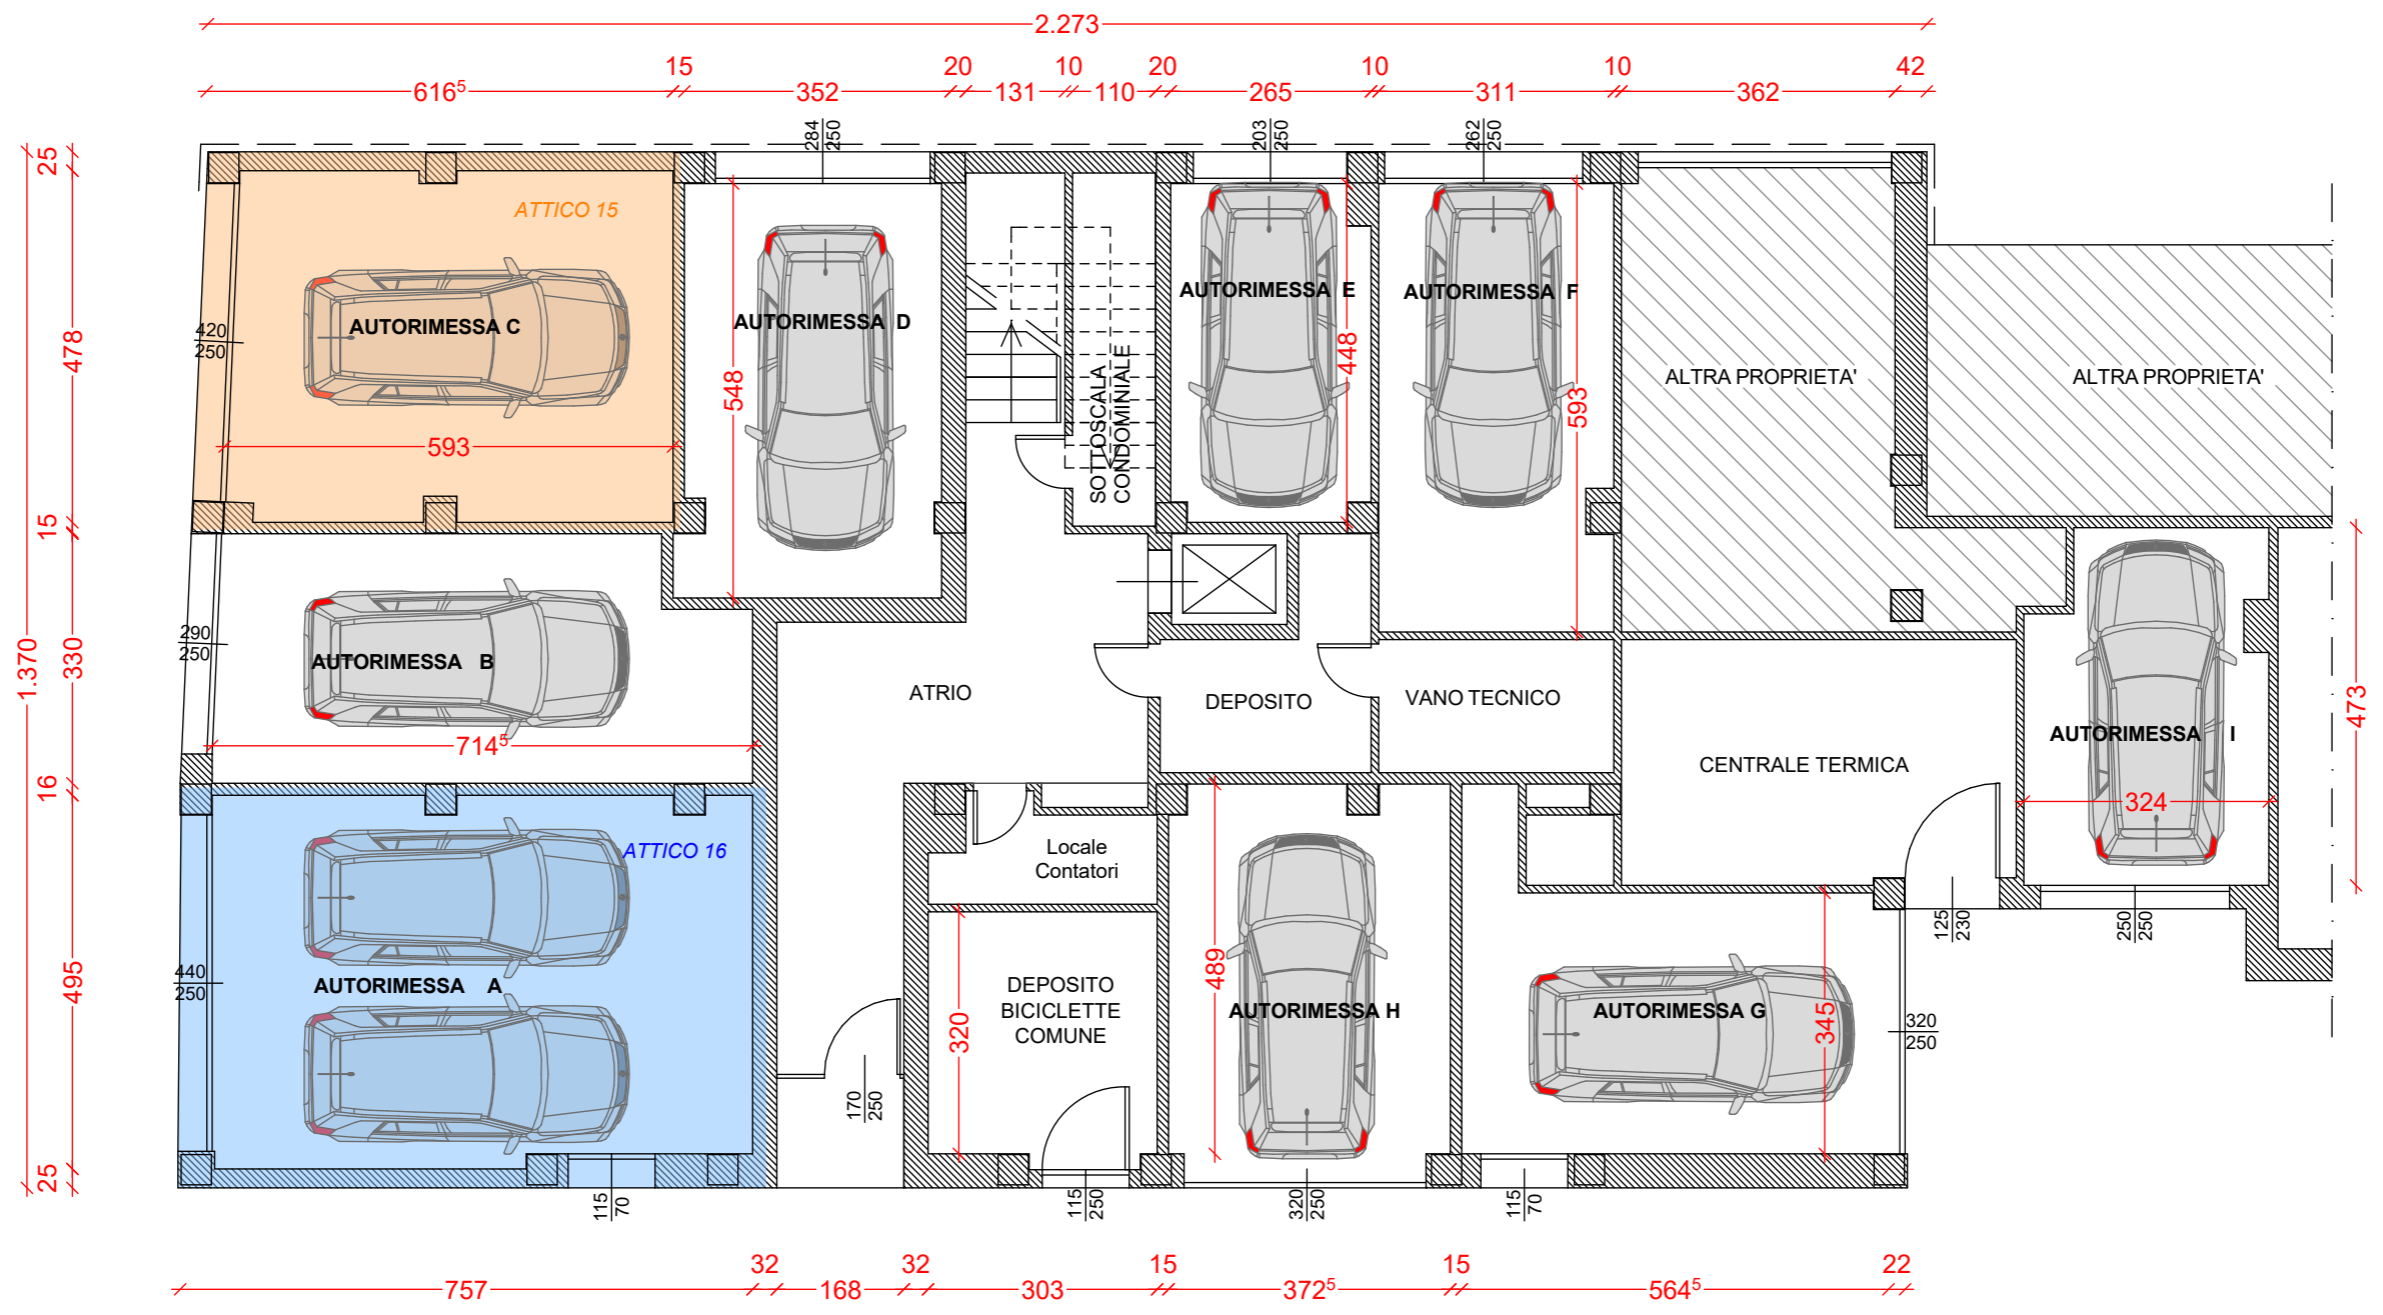 2.273
15 20 10 20 10 10 42
616⁵ 352 131 110 265 311 362
284 250
203 250
262 250
25
478
15
330
16
495
25
1.370
ATTICO 15
AUTORIMESSA C
420
250
593
AUTORIMESSA D
548
SOTTOSCALA
CONDOMINIALE
AUTORIMESSA E
448
AUTORIMESSA F
593
ALTRA PROPRIETA'
ALTRA PROPRIETA'
290
250
AUTORIMESSA B
714⁵
ATRIO
DEPOSITO
VANO TECNICO
CENTRALE TERMICA
AUTORIMESSA I
324
473
ATTICO 16
440
250
AUTORIMESSA A
Locale
Contatori
DEPOSITO
BICICLETTE
COMUNE
320
489
AUTORIMESSA H
AUTORIMESSA G
345
320
250
125 230
250 250
170 250
115 70
115 250
320 250
115 70
32 32 15 15 22
757 168 303 372⁵ 564⁵